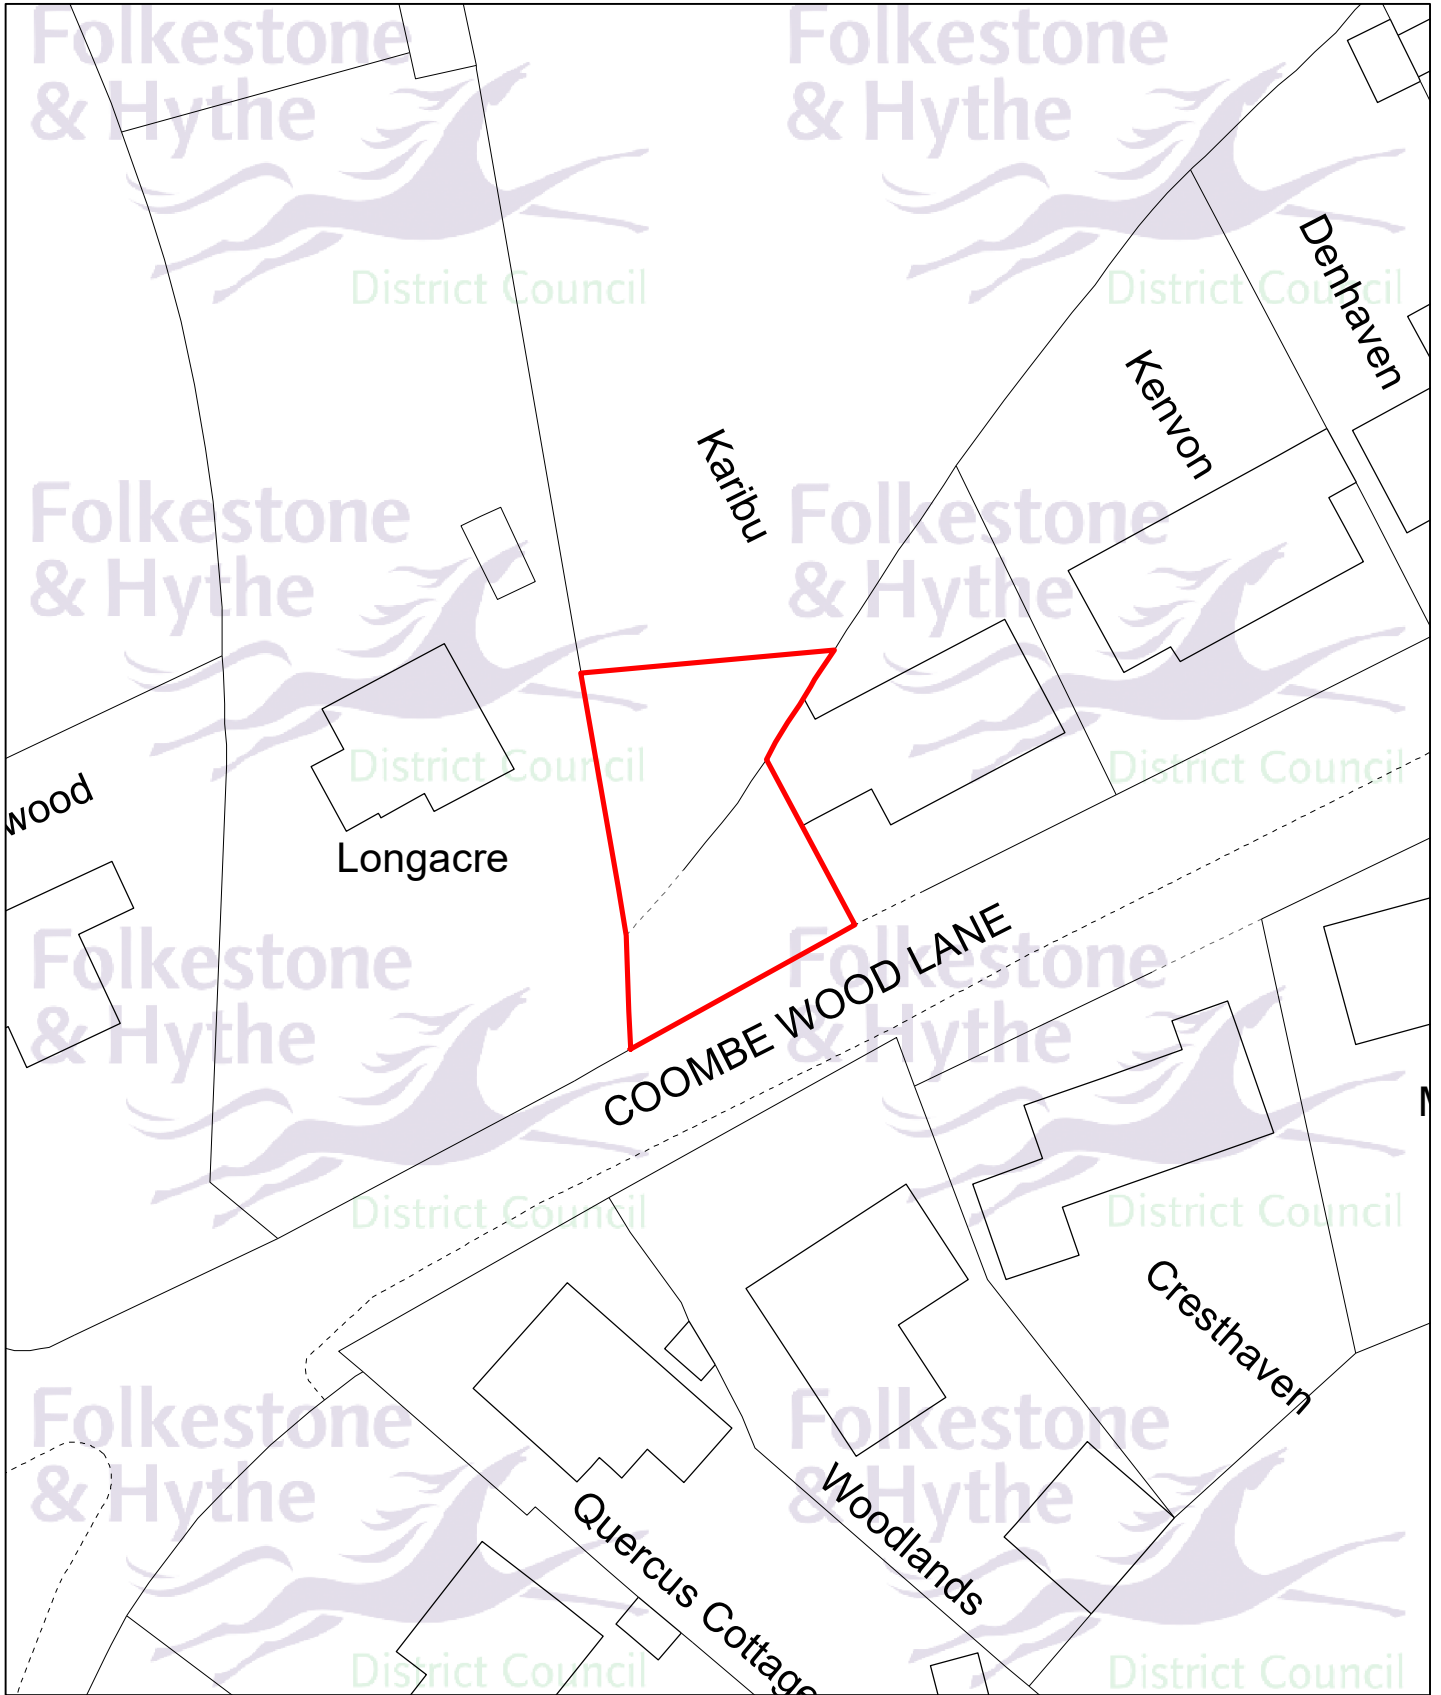 Folkestone
& Hythe
District Council
Folkestone
& Hythe
District Council
Denhaven
Kenvon
Karibu
Folkestone
& Hythe
District Council
Folkestone
& Hythe
District Council
wood
Longacre
COOMBE WOOD LANE
Folkestone
& Hythe
District Council
Folkestone
& Hythe
District Council
Cresthaven
Folkestone
& Hythe
District Council
Folkestone
& Hythe
District Council
Woodlands
Quercus Cottage